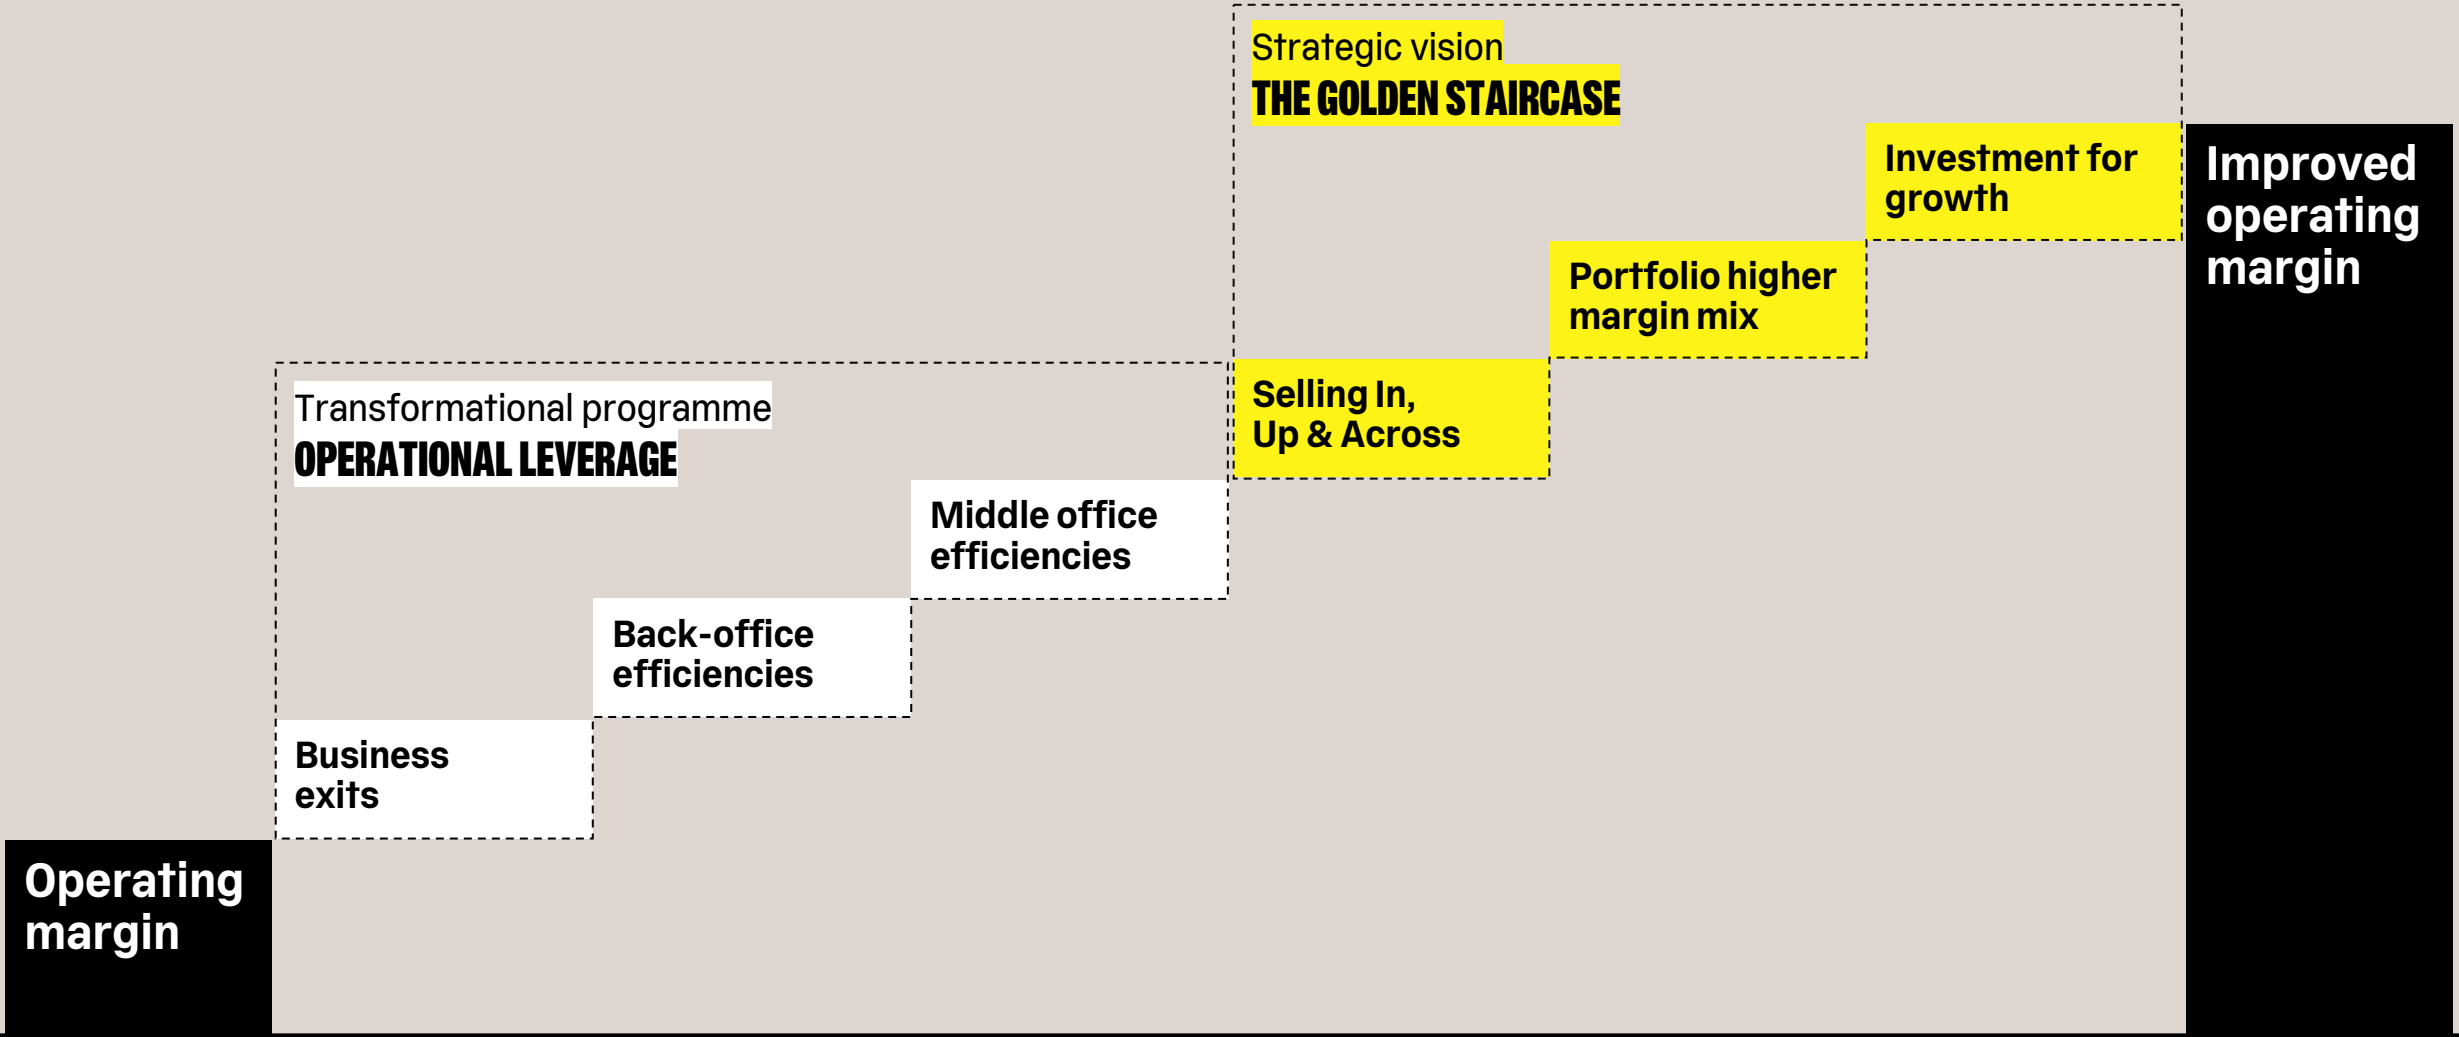 Strategic vision
THE GOLDEN STAIRCASE
Investment for
growth
Improved
operating
margin
Portfolio higher
margin mix
Selling In,
Up & Across
Transformational programme
OPERATIONAL LEVERAGE
Middle office
efficiencies
Back-office
efficiencies
Business
exits
Operating
margin